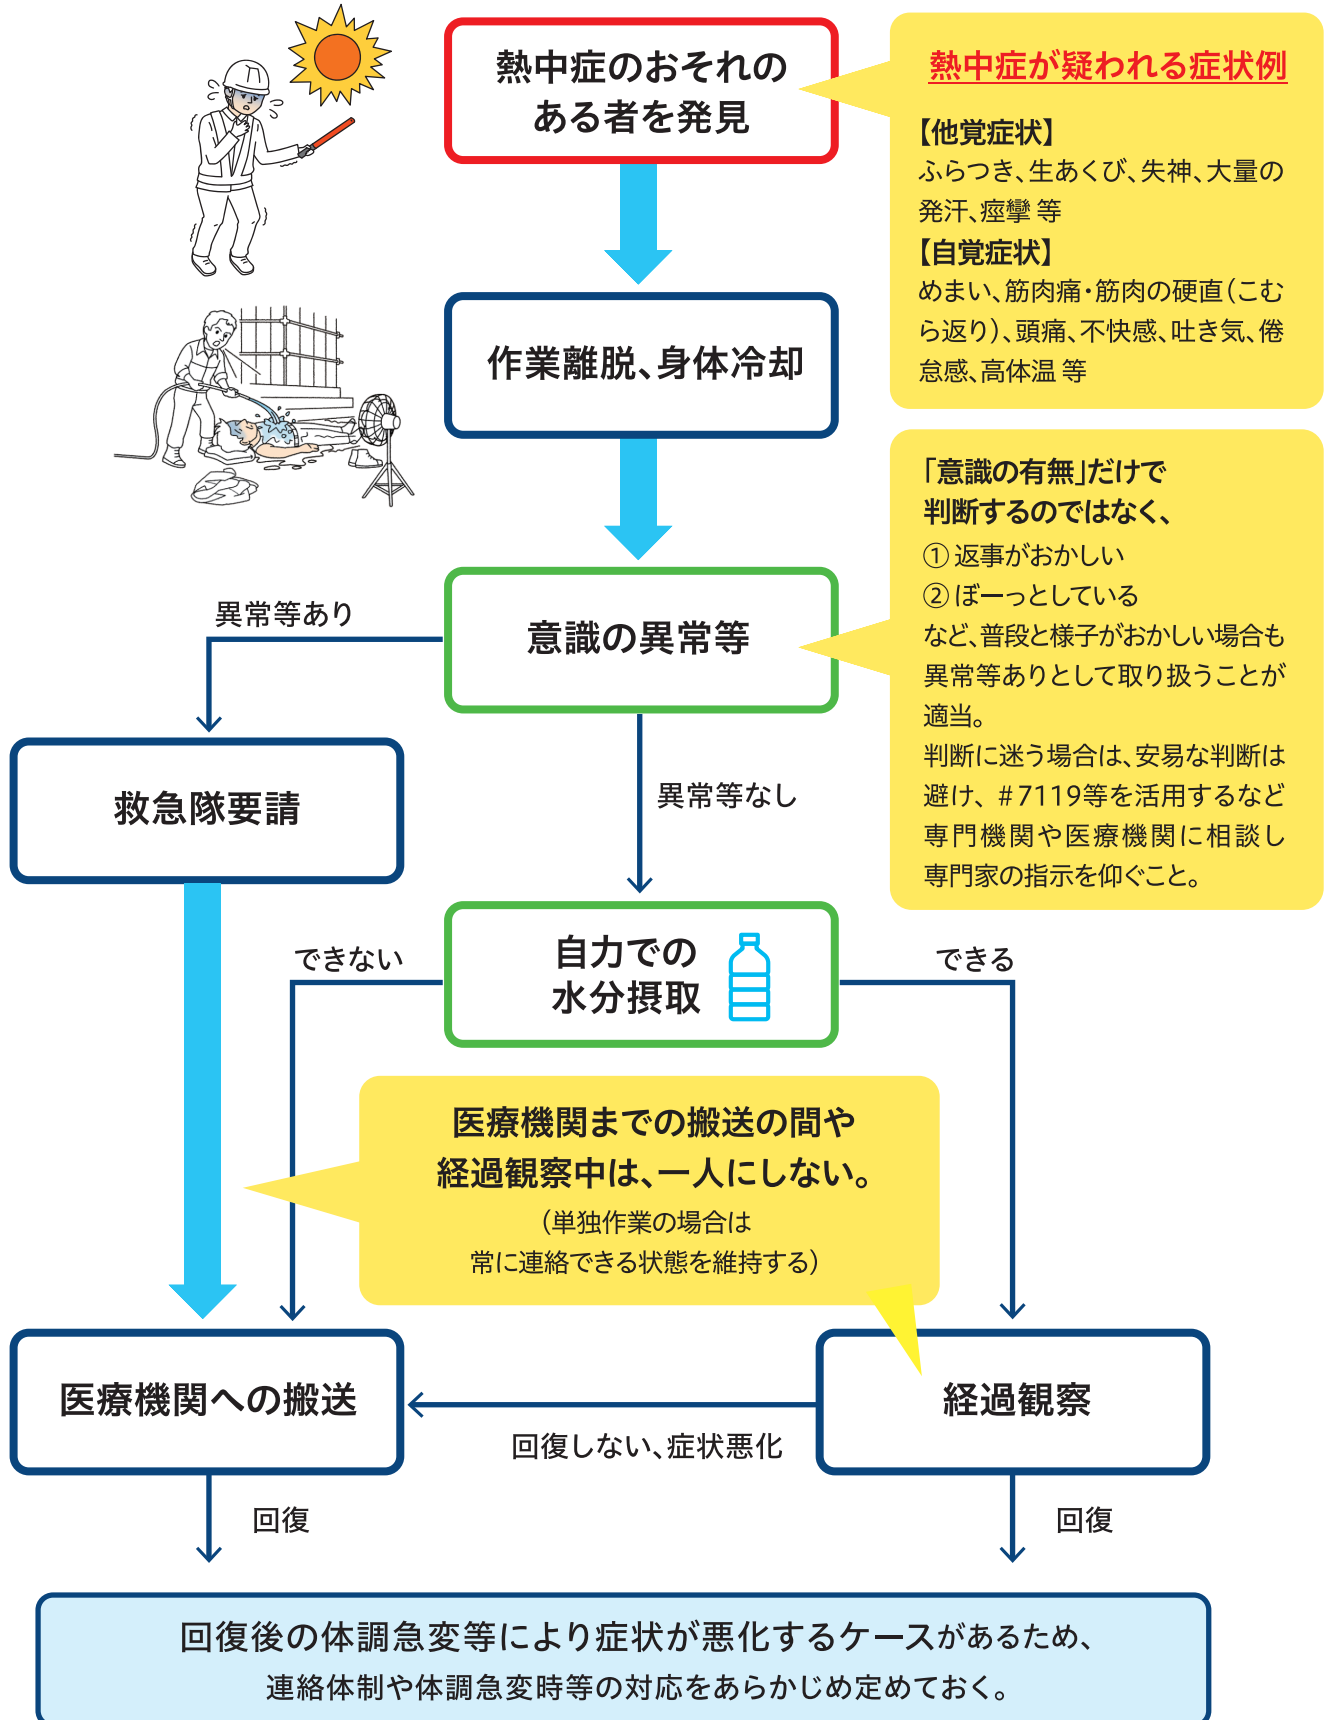 熱中症のおそれの
ある者を発見
熱中症が疑われる症状例
【他覚症状】
ふらつき、生あくび、失神、大量の
発汗、痙攣 等
【自覚症状】
めまい、筋肉痛・筋肉の硬直(こむ
ら返り)、頭痛、不快感、吐き気、倦
怠感、高体温 等
作業離脱、身体冷却
「意識の有無」だけで
判断するのではなく、
① 返事がおかしい
② ぼーっとしている
など、普段と様子がおかしい場合も
異常等ありとして取り扱うことが
適当。
判断に迷う場合は、安易な判断は
避け、#7119等を活用するなど
専門機関や医療機関に相談し
専門家の指示を仰ぐこと。
意識の異常等
異常等あり
救急隊要請
異常等なし
自力での
水分摂取
できない
できる
医療機関までの搬送の間や
経過観察中は、一人にしない。
(単独作業の場合は
常に連絡できる状態を維持する)
医療機関への搬送
経過観察
回復しない、症状悪化
回復
回復
回復後の体調急変等により症状が悪化するケースがあるため、
連絡体制や体調急変時等の対応をあらかじめ定めておく。